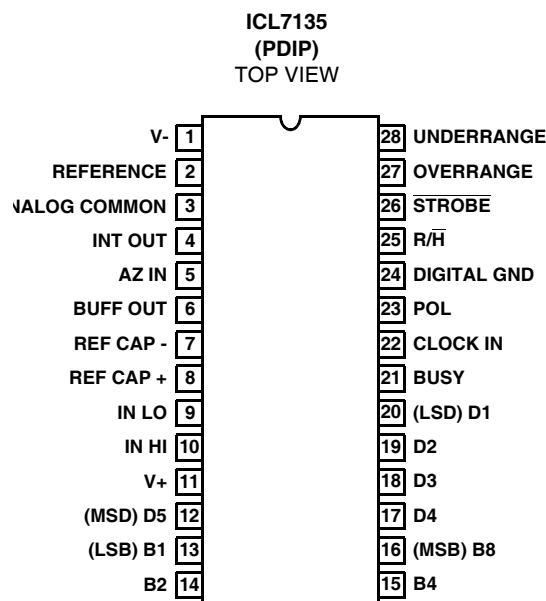 ICL7135
(PDIP)
TOP VIEW
V- 1
REFERENCE 2
NALOG COMMON 3
INT OUT 4
AZ IN 5
BUFF OUT 6
REF CAP - 7
REF CAP + 8
IN LO 9
IN HI 10
V+ 11
(MSD) D5 12
(LSB) B1 13
B2 14
28 UNDERRANGE
27 OVERRANGE
26 STROBE
25 R/H
24 DIGITAL GND
23 POL
22 CLOCK IN
21 BUSY
20 (LSD) D1
19 D2
18 D3
17 D4
16 (MSB) B8
15 B4